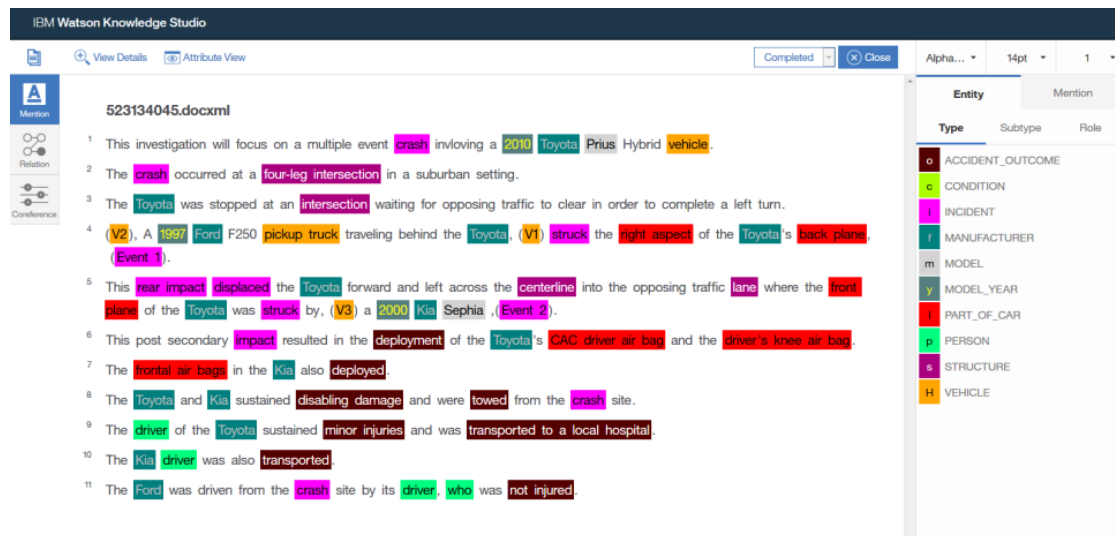 IBM Watson Knowledge Studio
View Details Attribute View Completed Close Alpha... 14pt 1
Mention
Relation
Coreference
523134045.docxml
1 This investigation will focus on a multiple event crash invloving a 2010 Toyota Prius Hybrid vehicle.
2 The crash occurred at a four-leg intersection in a suburban setting.
3 The Toyota was stopped at an intersection waiting for opposing traffic to clear in order to complete a left turn.
4 (V2), A 1997 Ford F250 pickup truck traveling behind the Toyota, (V1) struck the right aspect of the Toyota's back plane,
(Event 1).
5 This rear impact displaced the Toyota forward and left across the centerline into the opposing traffic lane where the front
plane of the Toyota was struck by, (V3) a 2000 Kia Sephia ,(Event 2).
6 This post secondary impact resulted in the deployment of the Toyota's CAC driver air bag and the driver's knee air bag.
7 The frontal air bags in the Kia also deployed.
8 The Toyota and Kia sustained disabling damage and were towed from the crash site.
9 The driver of the Toyota sustained minor injuries and was transported to a local hospital.
10 The Kia driver was also transported.
11 The Ford was driven from the crash site by its driver, who was not injured.
Entity Mention
Type Subtype Role
o ACCIDENT_OUTCOME
c CONDITION
I INCIDENT
f MANUFACTURER
m MODEL
y MODEL_YEAR
i PART_OF_CAR
p PERSON
s STRUCTURE
H VEHICLE